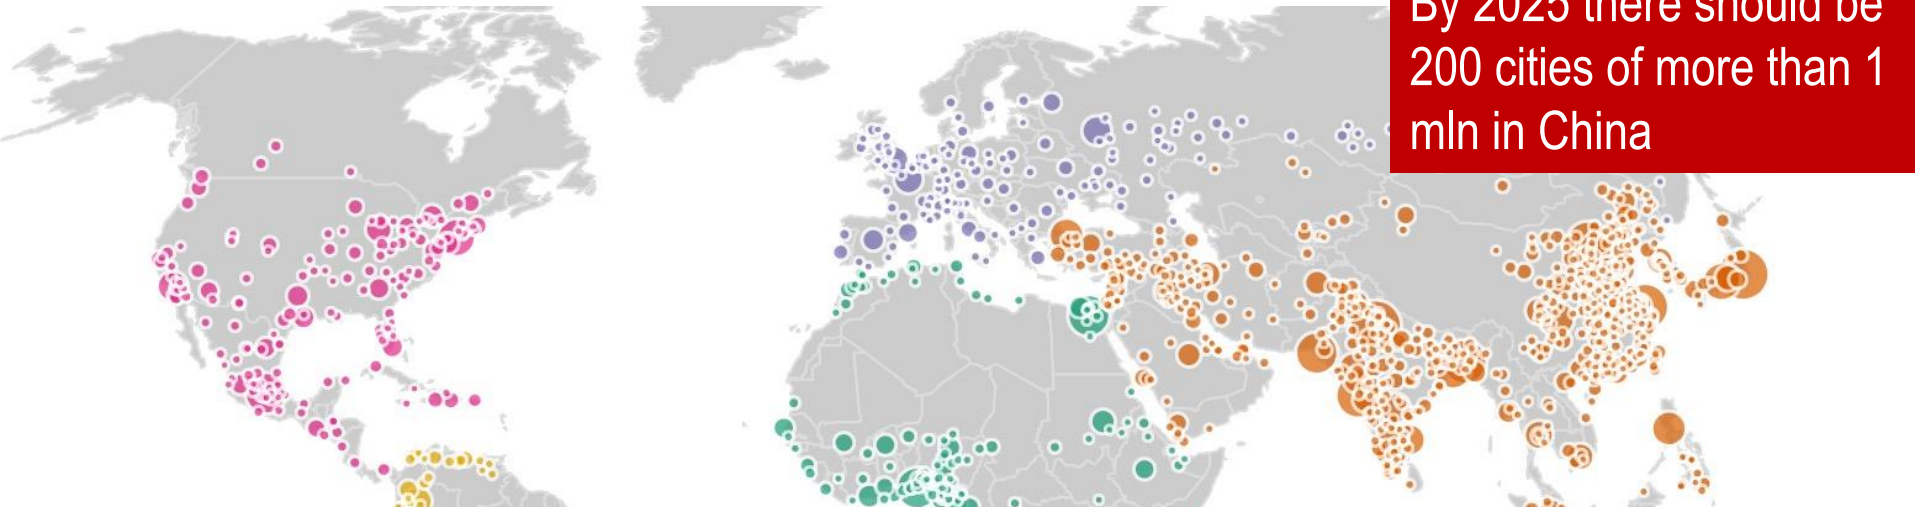 By 2025 there should be
200 cities of more than 1
mln in China